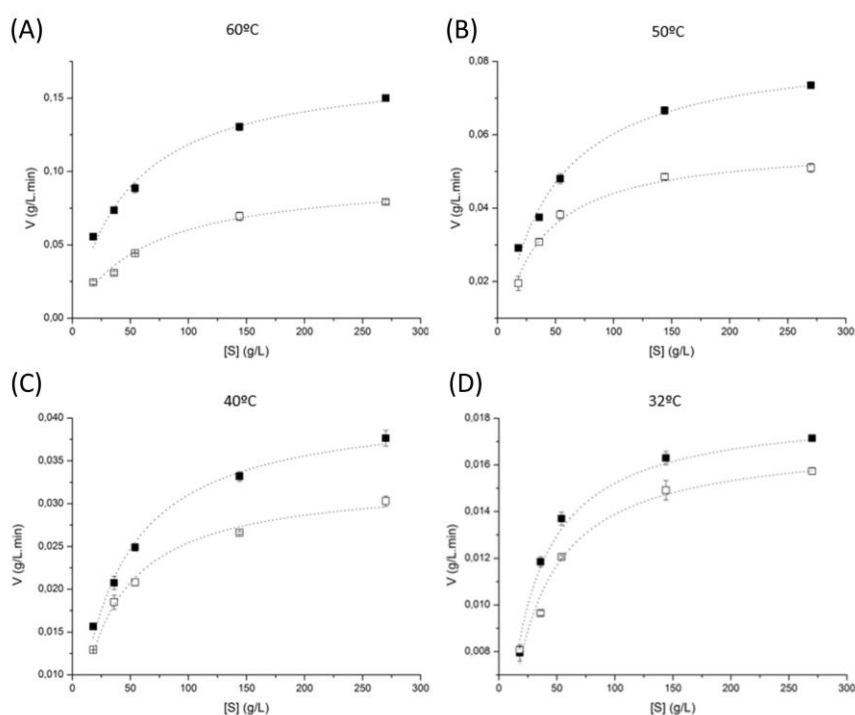 (A)
60ºC
0,15
0,10
0,05
0,00
V (g/L.min)
0 50 100 150 200 250 300
[S] (g/L)
(B)
50ºC
0,08
0,06
0,04
0,02
V (g/L.min)
0 50 100 150 200 250 300
[S] (g/L)
(C)
40ºC
0,040
0,035
0,030
0,025
0,020
0,015
0,010
V (g/L.min)
0 50 100 150 200 250 300
[S] (g/L)
(D)
32ºC
0,018
0,016
0,014
0,012
0,010
0,008
V (g/L.min)
0 50 100 150 200 250 300
[S] (g/L)